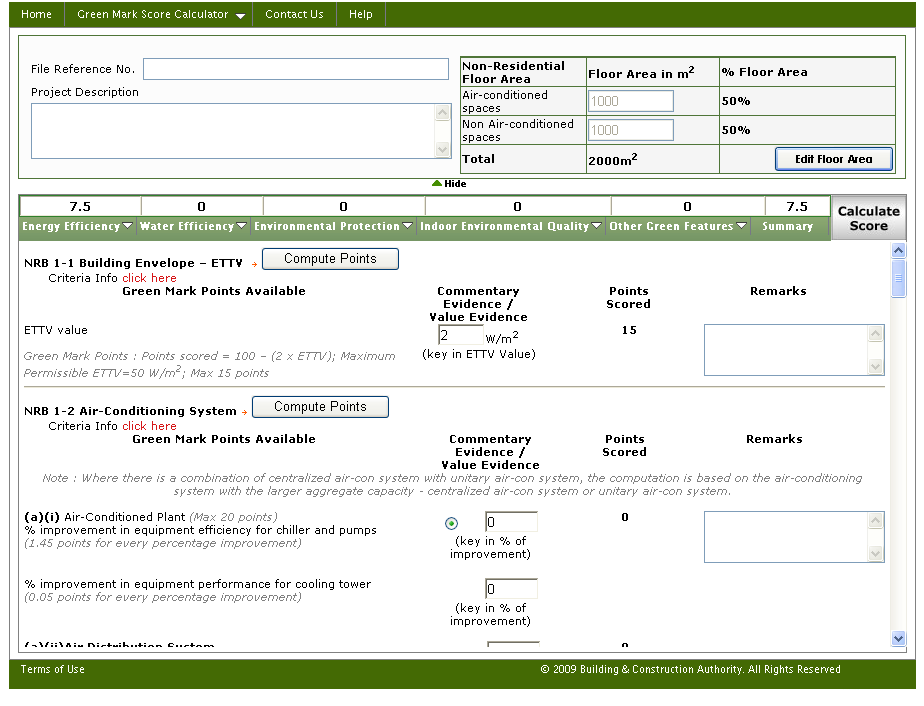 Home Green Mark Score Calculator Contact Us Help
File Reference No.
Project Description
Non-Residential Floor Area Floor Area in m2 % Floor Area
Air-conditioned spaces 1000 50%
Non Air-conditioned spaces 1000 50%
Total 2000m2 Edit Floor Area
Hide
7.5 0 0 0 0 7.5
Energy Efficiency Water Efficiency Environmental Protection Indoor Environmental Quality Other Green Features Summary
Calculate Score
NRB 1-1 Building Envelope – ETTV Compute Points
Criteria Info click here
Green Mark Points Available Commentary Evidence / Value Evidence Points Scored Remarks
ETTV value 2 W/m2 15
(key in ETTV Value)
Green Mark Points : Points scored = 100 – (2 x ETTV); Maximum
Permissible ETTV=50 W/m2; Max 15 points
NRB 1-2 Air-Conditioning System Compute Points
Criteria Info click here
Green Mark Points Available Commentary Evidence / Value Evidence Points Scored Remarks
Note : Where there is a combination of centralized air-con system with unitary air-con system, the computation is based on the air-conditioning
system with the larger aggregate capacity - centralized air-con system or unitary air-con system.
(a)(i) Air-Conditioned Plant (Max 20 points) 0 0
% improvement in equipment efficiency for chiller and pumps
(1.45 points for every percentage improvement)
(key in % of improvement)
% improvement in equipment performance for cooling tower 0
(0.05 points for every percentage improvement)
(key in % of improvement)
(a)(ii)Air Distribution System 0
Terms of Use © 2009 Building & Construction Authority. All Rights Reserved